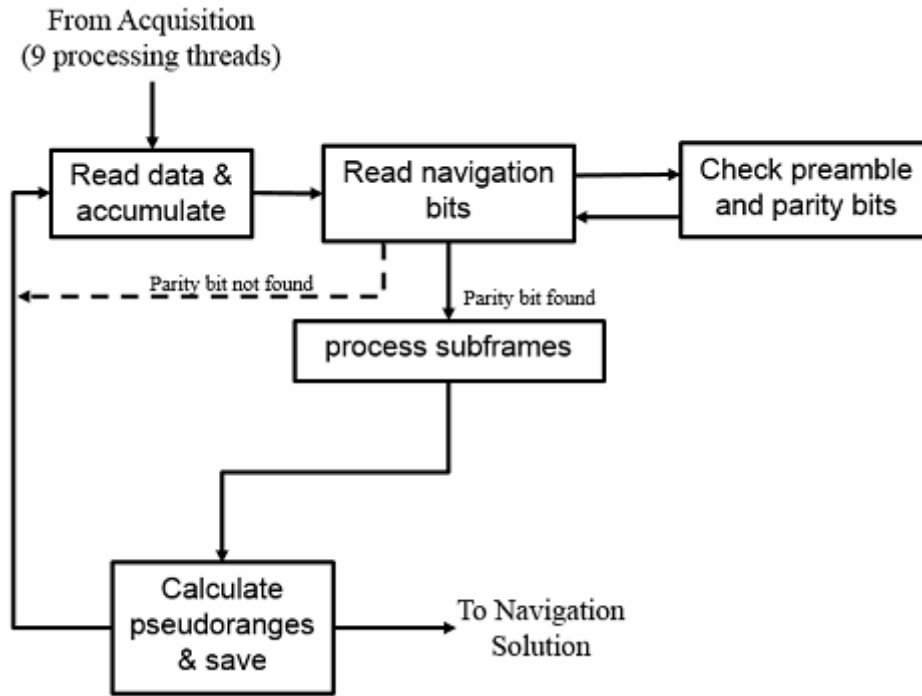 From Acquisition
(9 processing threads)
Read data &
accumulate
Read navigation
bits
Check preamble
and parity bits
Parity bit not found
Parity bit found
process subframes
Calculate
pseudoranges
& save
To Navigation
Solution